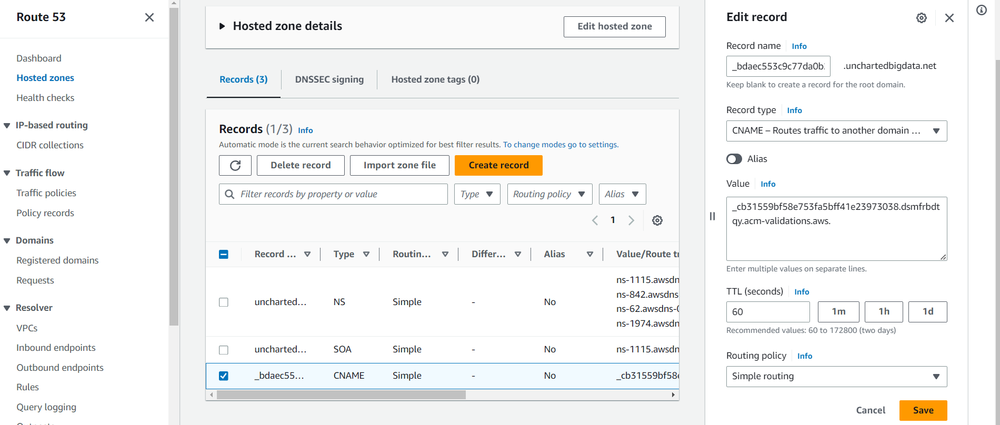 Route 53
Dashboard
Hosted zones
Health checks
IP-based routing
CIDR collections
Traffic flow
Traffic policies
Policy records
Domains
Registered domains
Requests
Resolver
VPCs
Inbound endpoints
Outbound endpoints
Rules
Query logging
Hosted zone details
Edit hosted zone
Records (3)
DNSSEC signing
Hosted zone tags (0)
Records (1/3) Info
Automatic mode is the current search behavior optimized for best filter results. To change modes go to settings.
Delete record
Import zone file
Create record
Filter records by property or value
Type
Routing policy
Alias
1
Record ... Type Routin... Differ... Alias Value/Route
ns-1115.awsdn
ns-842.awsdns
uncharted... NS Simple - No
ns-62.awsdns-
ns-1974.awsdn
uncharted... SOA Simple - No ns-1115.awsdn
_bdaec55... CNAME Simple - No _cb31559bf58
Edit record
Record name Info
_bdaec553c9c77da0b .unchartedbigdata.net
Keep blank to create a record for the root domain.
Record type Info
CNAME – Routes traffic to another domain ...
Alias
Value Info
_cb31559bf58e753fa5bff41e23973038.dsmfrbdt
qy.acm-validations.aws.
Enter multiple values on separate lines.
TTL (seconds) Info
60 1m 1h 1d
Recommended values: 60 to 172800 (two days)
Routing policy Info
Simple routing
Cancel Save